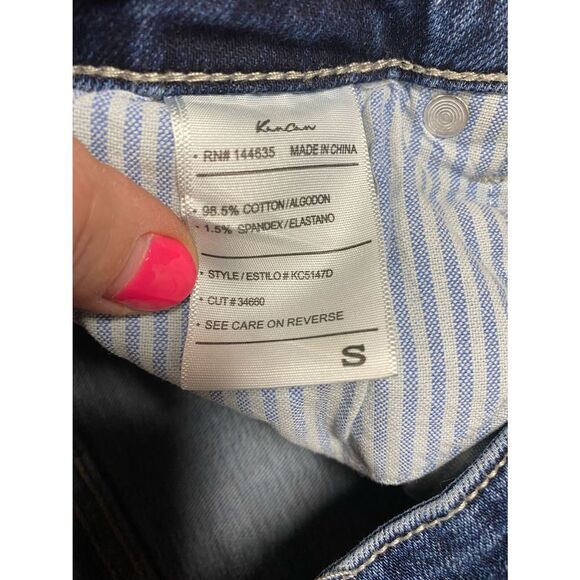 KanCan
• RN# 144635 MADE IN CHINA
• 98.5% COTTON/ALGODON
• 1.5% SPANDEX/ELASTANO
• STYLE / ESTILO # KC5147D
• CUT # 34660
• SEE CARE ON REVERSE
S